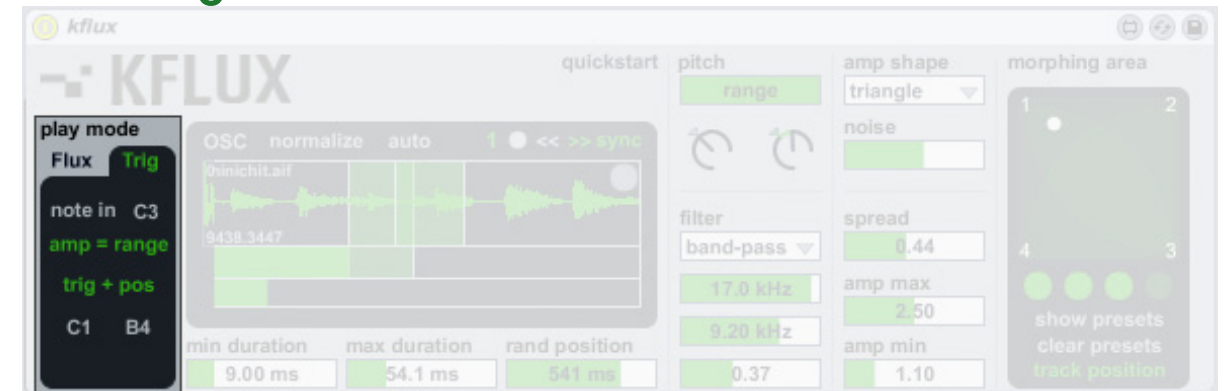 kflux
KFLUX
quickstart
play mode
Flux Trig
note in C3
amp = range
trig + pos
C1 B4
OSC normalize auto 1 << >> sync
minichit.aif
9438.3447
min duration max duration rand position
9.00 ms 54.1 ms 541 ms
pitch
range
filter
band-pass
17.0 kHz
9.20 kHz
0.37
amp shape
triangle
noise
spread
0.44
amp max
2.50
amp min
1.10
morphing area
1 2
4 3
show presets
clear presets
track position